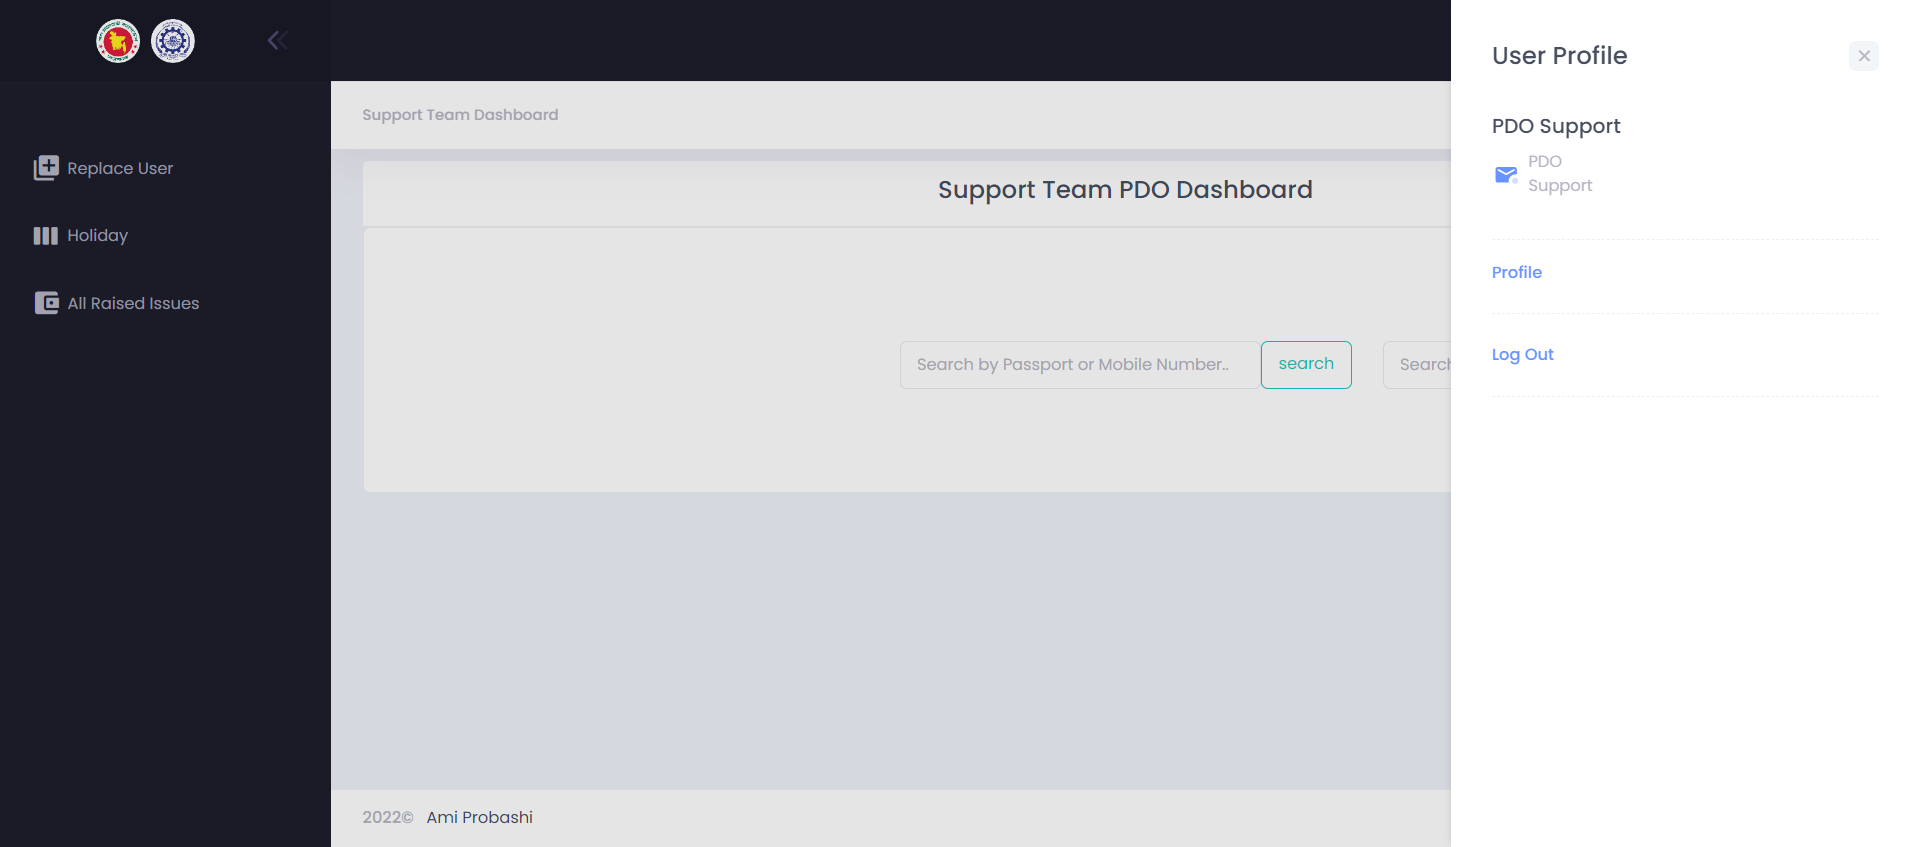 Replace User
Holiday
All Raised Issues
Support Team Dashboard
Support Team PDO Dashboard
Search by Passport or Mobile Number..
search
Search
2022© Ami Probashi
User Profile
PDO Support
PDO
Support
Profile
Log Out